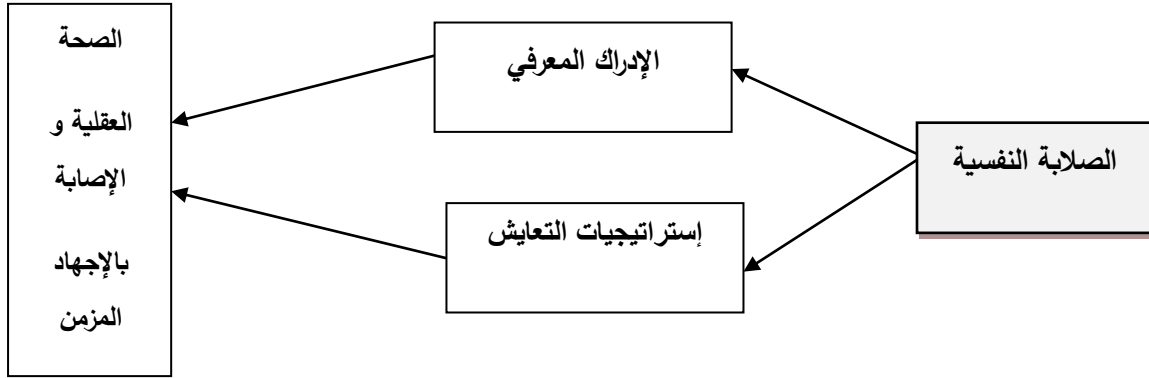 الصلابة النفسية
الإدراك المعرفي
إستراتيجيات التعايش
الصحة
العقلية و
الإصابة
بالإجهاد
المزمن